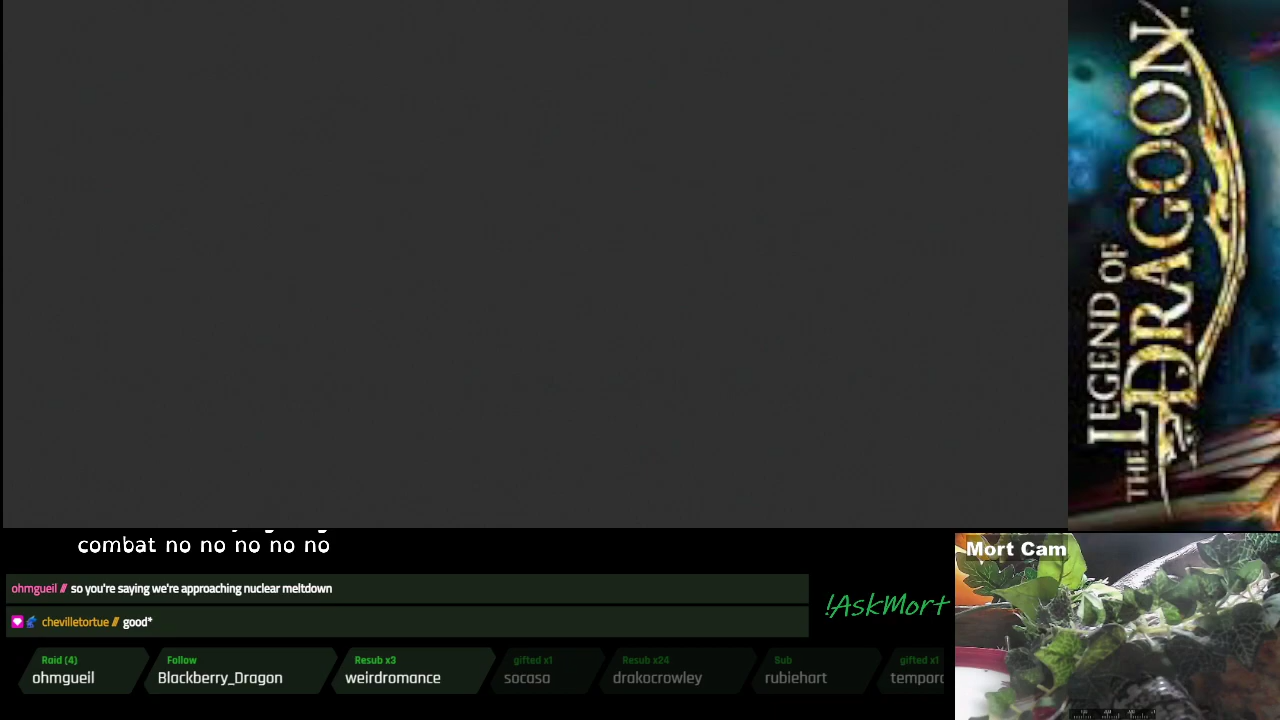 THE LEGEND OF
DRAGOON
combat no no no no no
ohmgueil // so you're saying we're approaching nuclear meltdown
chevilletortue // good*
!AskMort
Mort Cam
Raid (4)
ohmgueil
Follow
Blackberry_Dragon
Resub x3
weirdromance
gifted x1
socasa
Resub x24
drakocrowley
Sub
rubiehart
gifted x1
temporc